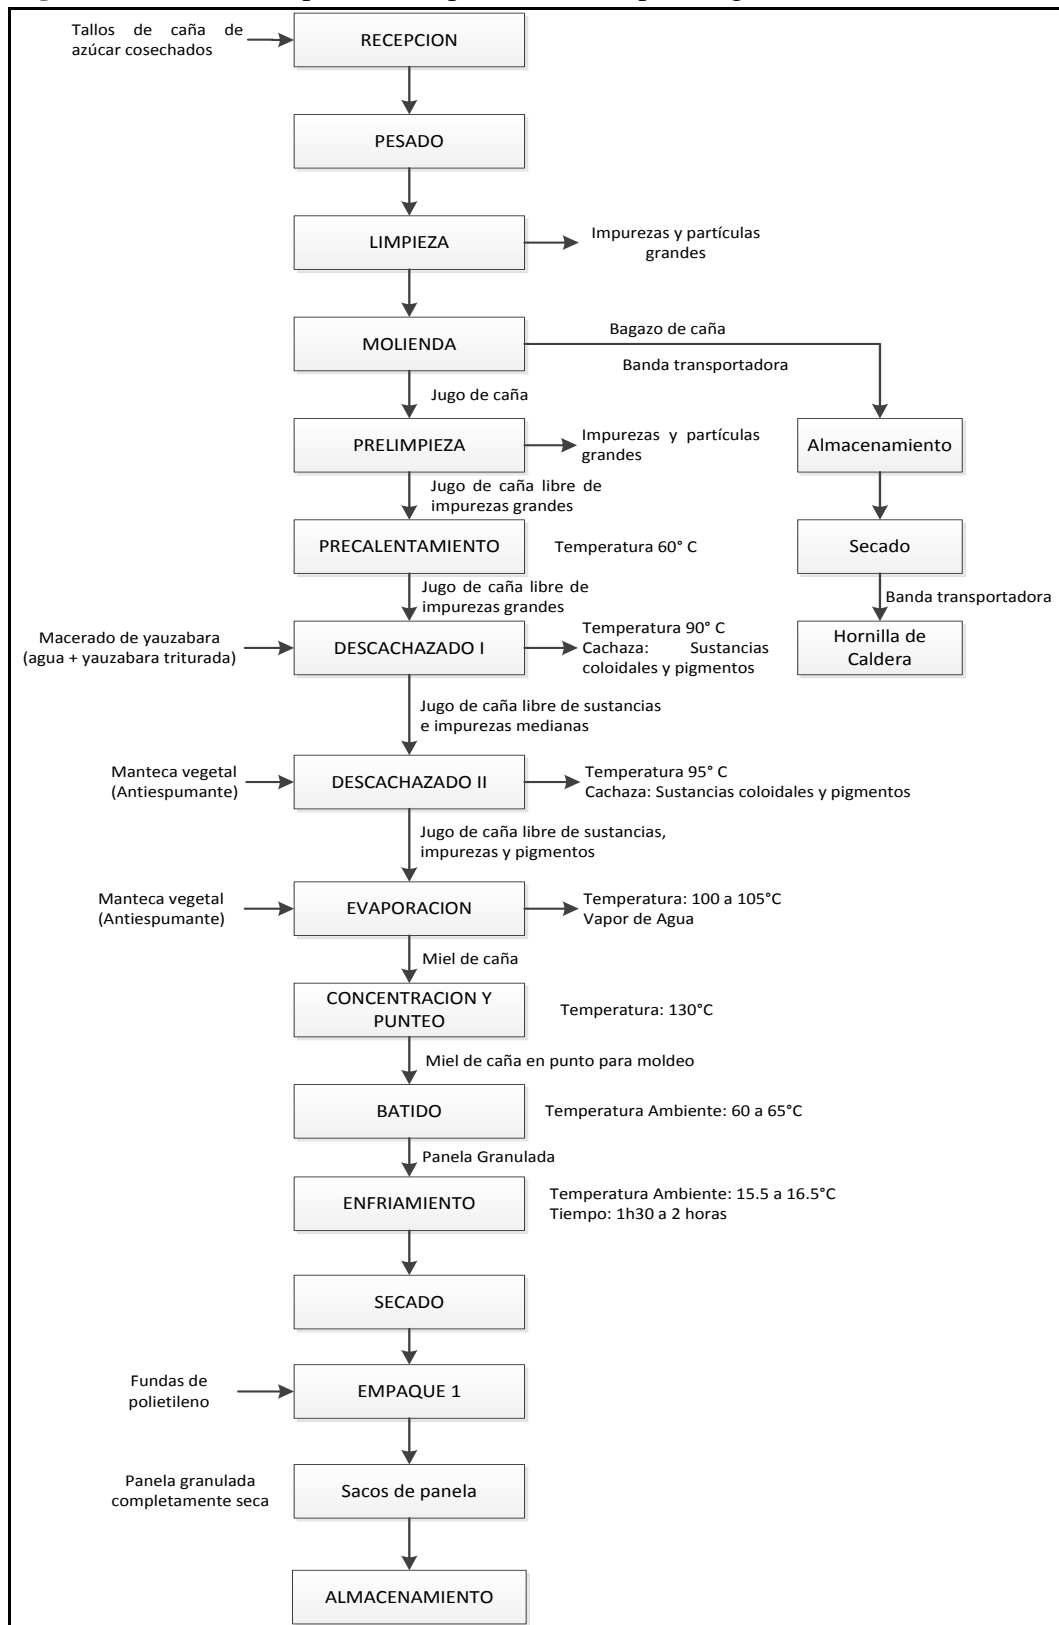 Tallos de caña de
azúcar cosechados
RECEPCION
PESADO
LIMPIEZA
Impurezas y partículas
grandes
MOLIENDA
Bagazo de caña
Banda transportadora
Jugo de caña
PRELIMPIEZA
Impurezas y partículas
grandes
Almacenamiento
Jugo de caña libre de
impurezas grandes
PRECALENTAMIENTO
Temperatura 60° C
Secado
Jugo de caña libre de
impurezas grandes
Banda transportadora
Macerado de yauzabara
(agua + yauzabara triturada)
DESCACHAZADO I
Temperatura 90° C
Cachaza: Sustancias
coloidales y pigmentos
Hornilla de
Caldera
Jugo de caña libre de sustancias
e impurezas medianas
Manteca vegetal
(Antiespumante)
DESCACHAZADO II
Temperatura 95° C
Cachaza: Sustancias coloidales y pigmentos
Jugo de caña libre de sustancias,
impurezas y pigmentos
Manteca vegetal
(Antiespumante)
EVAPORACION
Temperatura: 100 a 105°C
Vapor de Agua
Miel de caña
CONCENTRACION Y
PUNTEO
Temperatura: 130°C
Miel de caña en punto para moldeo
BATIDO
Temperatura Ambiente: 60 a 65°C
Panela Granulada
ENFRIAMIENTO
Temperatura Ambiente: 15.5 a 16.5°C
Tiempo: 1h30 a 2 horas
SECADO
Fundas de
polietileno
EMPAQUE 1
Panela granulada
completamente seca
Sacos de panela
ALMACENAMIENTO